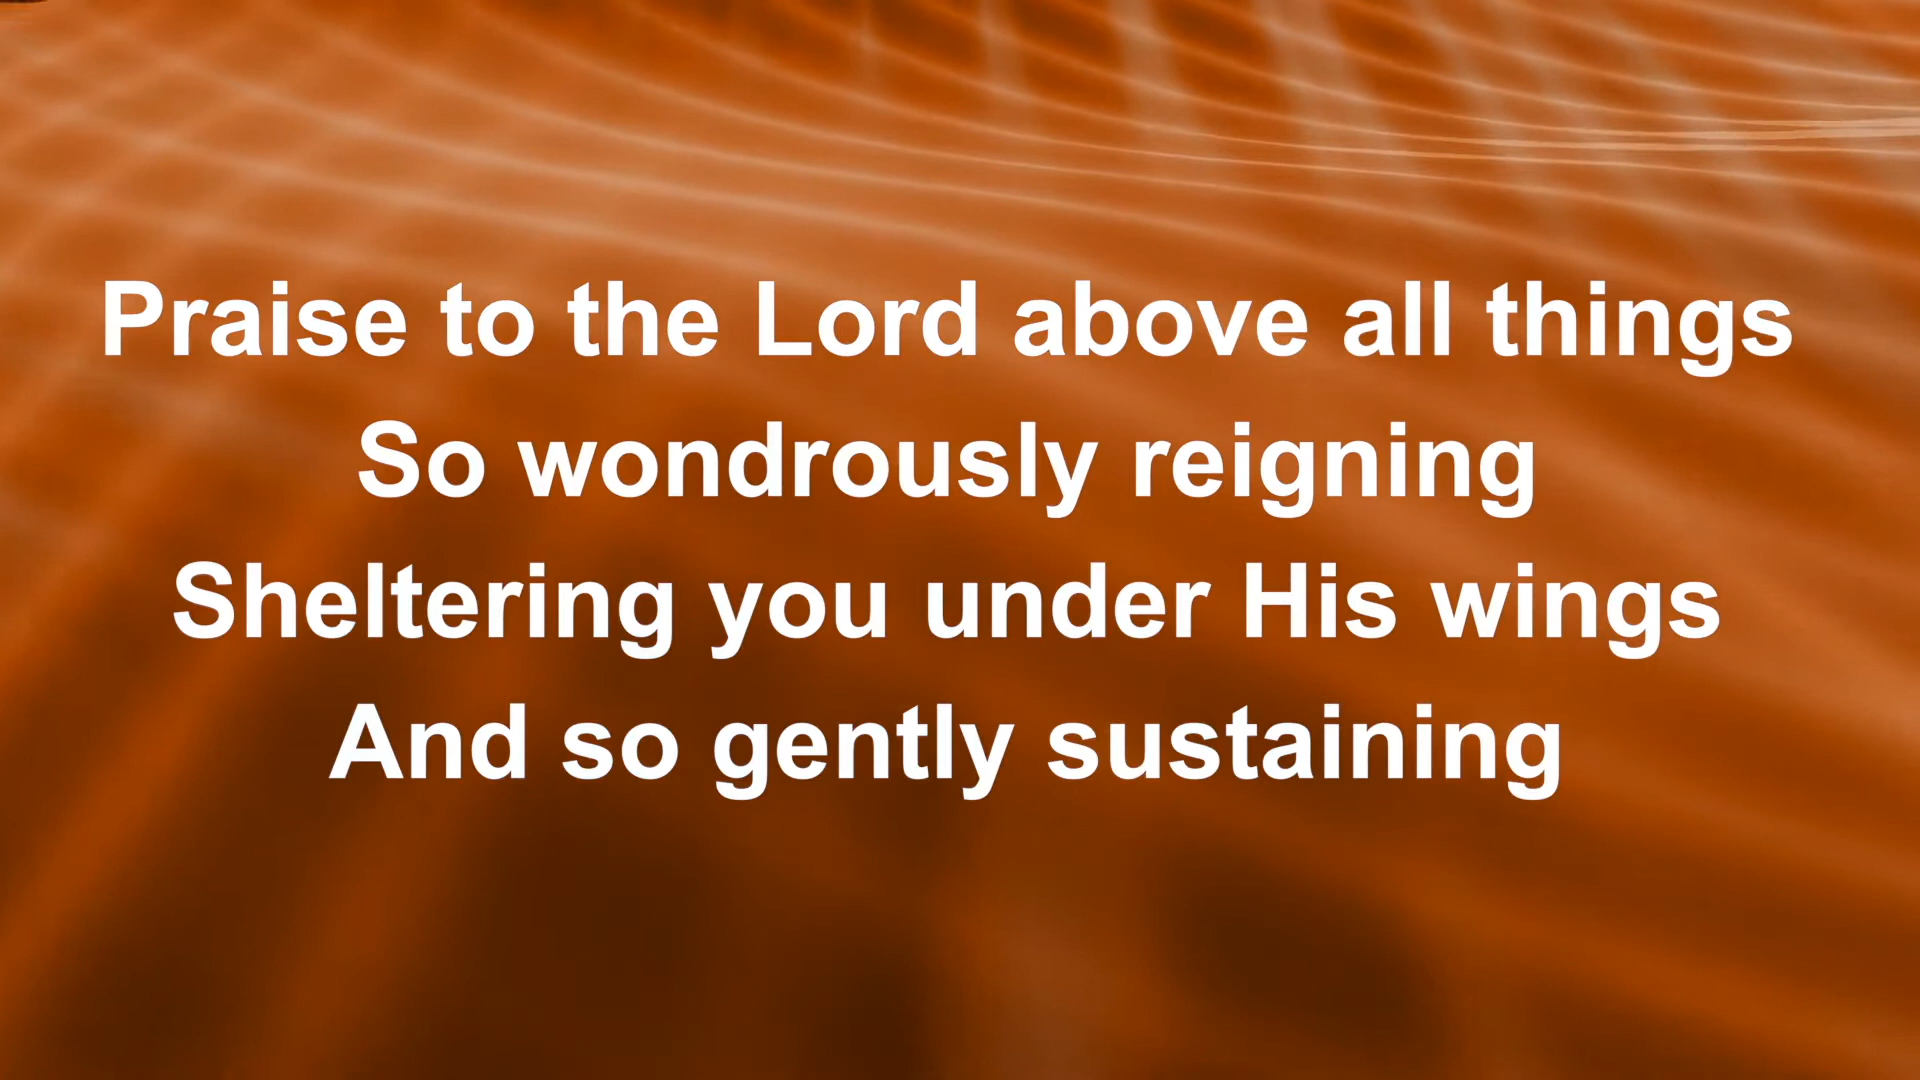 Praise to the Lord above all things
So wondrously reigning
Sheltering you under His wings
And so gently sustaining